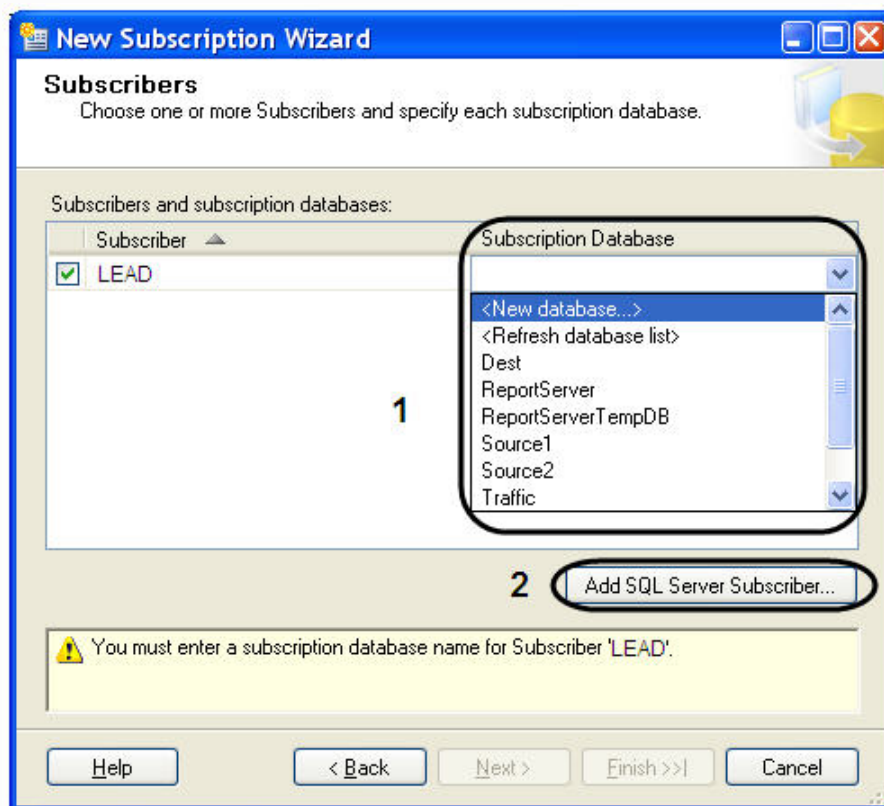 New Subscription Wizard
Subscribers
Choose one or more Subscribers and specify each subscription database.
Subscribers and subscription databases:
Subscriber Subscription Database
LEAD
<New database...>
<Refresh database list>
Dest
ReportServer
1
ReportServerTempDB
Source1
Source2
Traffic
2 Add SQL Server Subscriber...
You must enter a subscription database name for Subscriber 'LEAD'.
Help < Back Next > Finish >>| Cancel